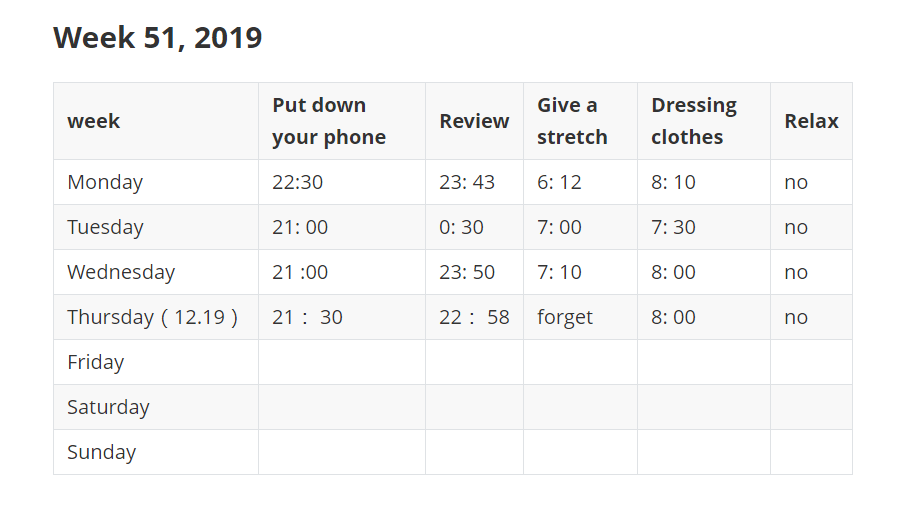 Week 51, 2019
week Put down your phone Review Give a stretch Dressing clothes Relax
Monday 22:30 23: 43 6: 12 8: 10 no
Tuesday 21: 00 0: 30 7: 00 7: 30 no
Wednesday 21 :00 23: 50 7: 10 8: 00 no
Thursday ( 12.19 ) 21 : 30 22 : 58 forget 8: 00 no
Friday
Saturday
Sunday